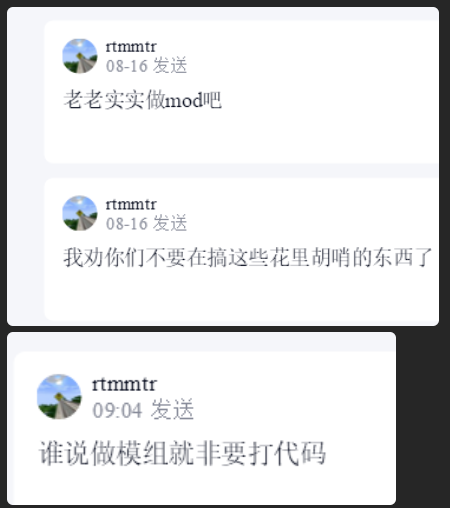 rtmmtr
08-16 发送
老老实实做mod吧
rtmmtr
08-16 发送
我劝你们不要在搞这些花里胡哨的东西了
rtmmtr
09:04 发送
谁说做模组就非要打代码